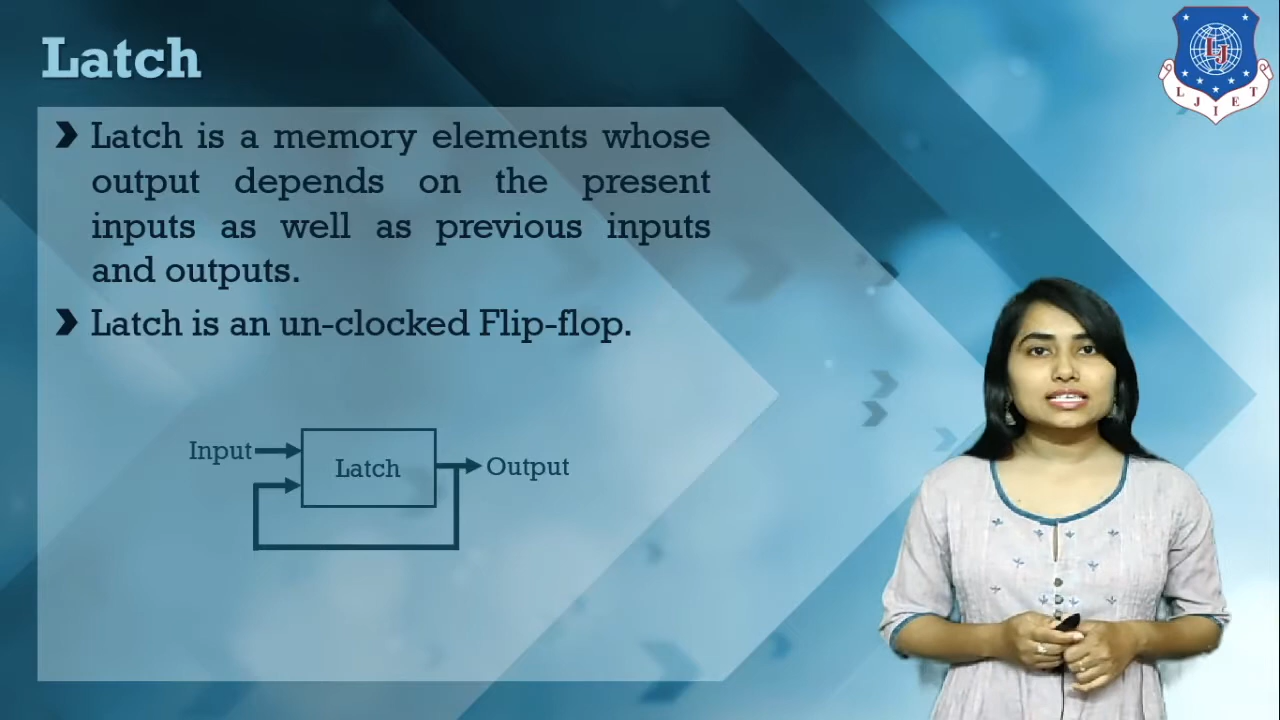 Latch
Latch is a memory elements whose
output depends on the present
inputs as well as previous inputs
and outputs.
Latch is an un-clocked Flip-flop.
Input
Latch
Output
LJ
LJIET